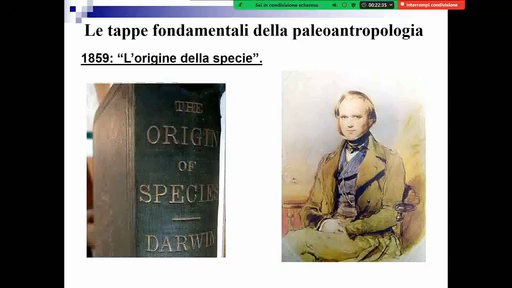 Sei in condivisione schermo
00:22:35
Interrompi condivisione
Le tappe fondamentali della paleoantropologia
1859: “L’origine della specie”.
THE
ORIGIN
OF
SPECIES
DARWIN